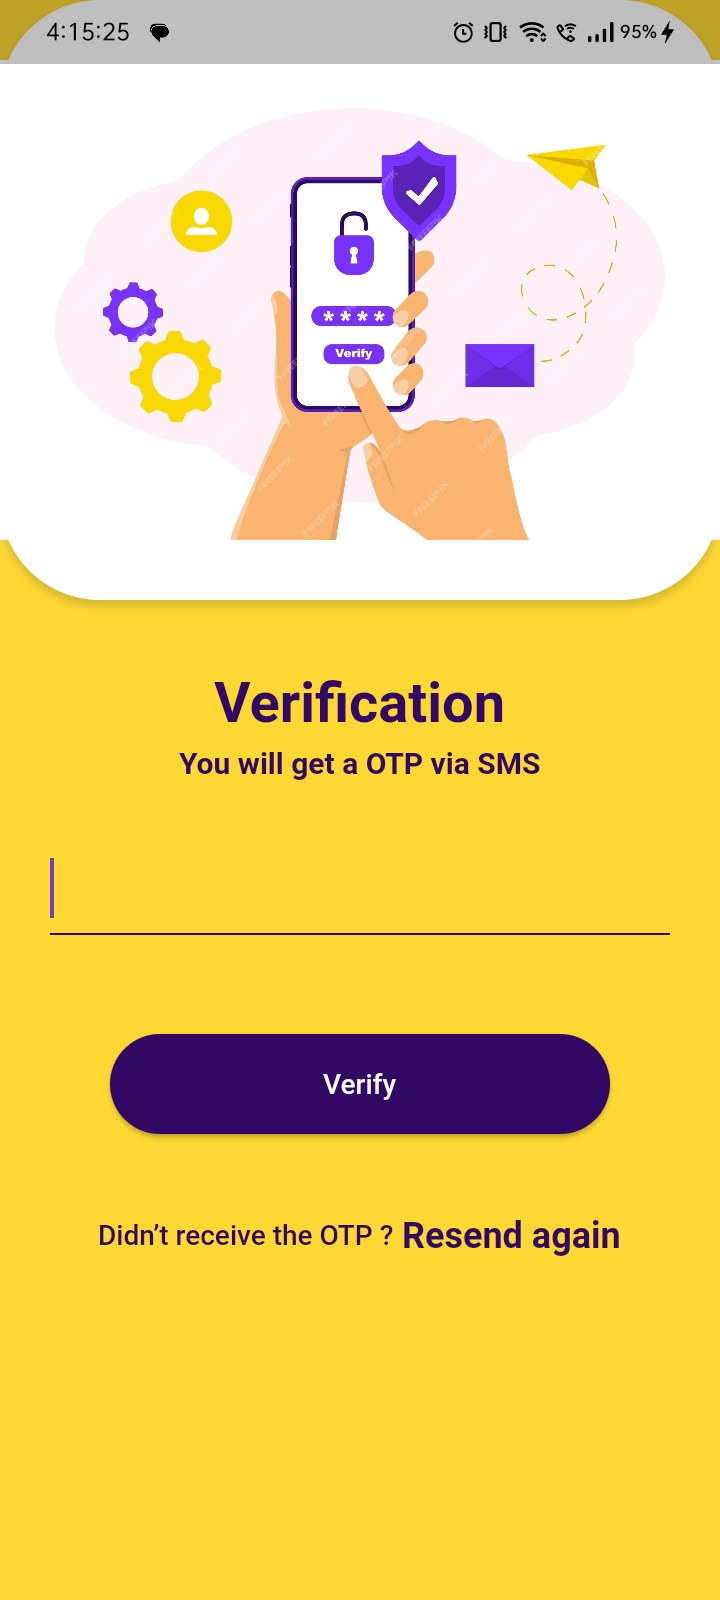 4:15:25 95%
* * * *
Verify
Verification
You will get a OTP via SMS
Verify
Didn’t receive the OTP ? Resend again